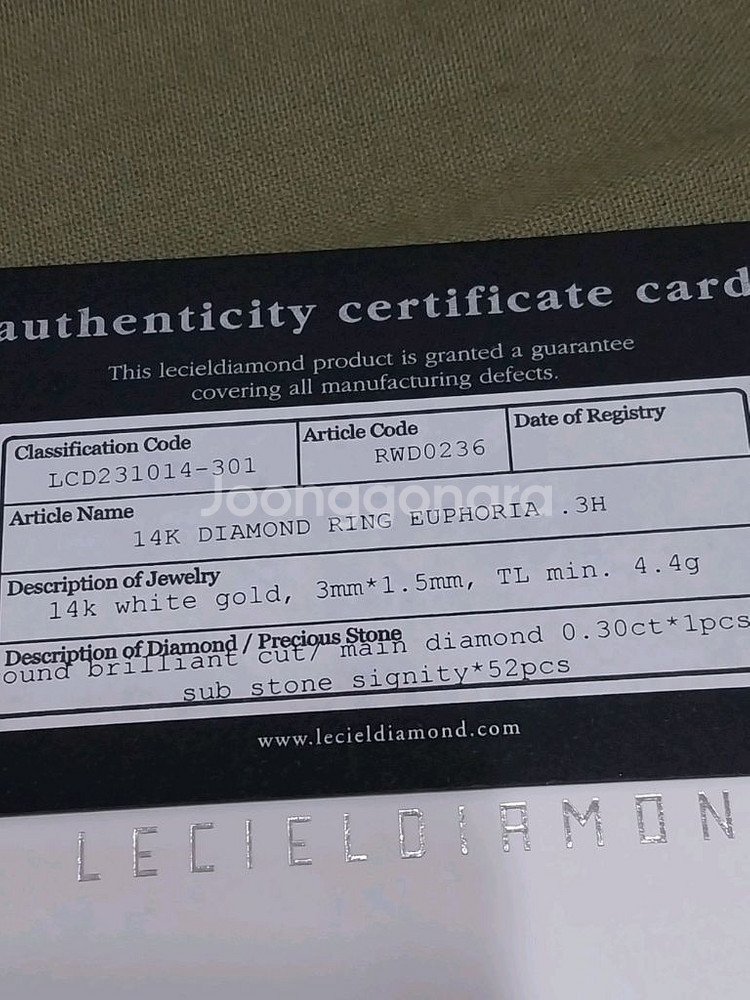 authenticity certificate card
This lecieldiamond product is granted a guarantee
covering all manufacturing defects.
Classification Code
LCD231014-301
Article Code
RWD0236
Date of Registry
Joonggonara
Article Name
14K DIAMOND RING EUPHORIA .3H
Description of Jewelry
14k white gold, 3mm*1.5mm, TL min. 4.4g
Description of Diamond / Precious Stone
ound brilliant cut/ main diamond 0.30ct*1pcs
sub stone signity*52pcs
www.lecieldiamond.com
LECIELDIAMON